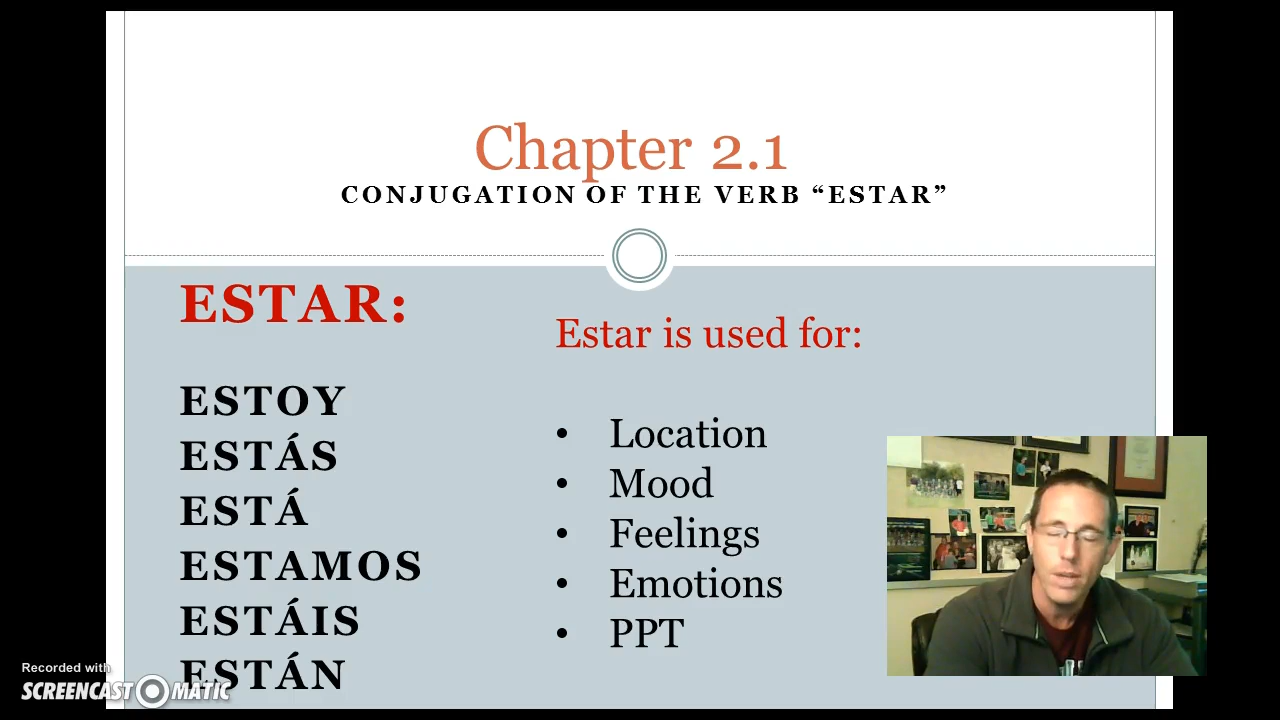 Chapter 2.1
CONJUGATION OF THE VERB “ESTAR”
ESTAR:
ESTOY
ESTÁS
ESTÁ
ESTAMOS
ESTÁIS
ESTÁN
Estar is used for:
• Location
• Mood
• Feelings
• Emotions
• PPT
Recorded with
SCREENCAST MATIC